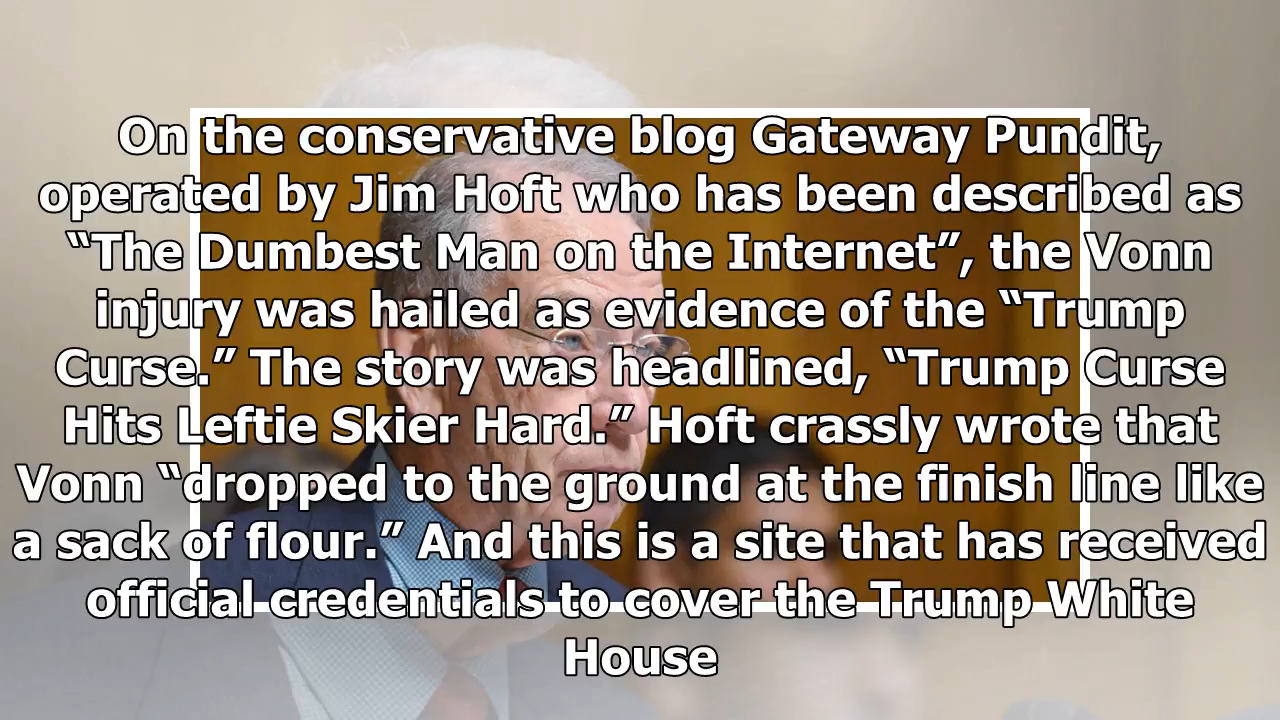 On the conservative blog Gateway Pundit,
operated by Jim Hoft who has been described as
“The Dumbest Man on the Internet”, the Vonn
injury was hailed as evidence of the “Trump
Curse.” The story was headlined, “Trump Curse
Hits Leftie Skier Hard.” Hoft crassly wrote that
Vonn “dropped to the ground at the finish line like
a sack of flour.” And this is a site that has received
official credentials to cover the Trump White
House